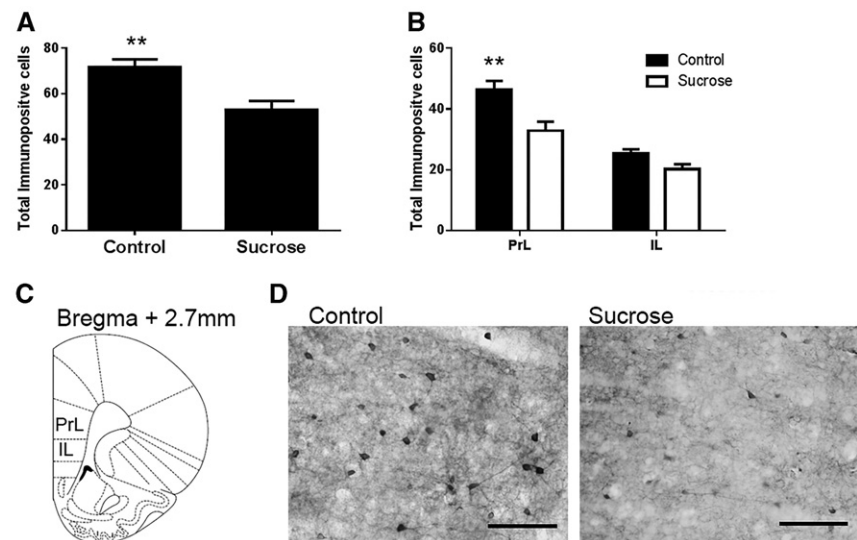 A
Total Immunopositve cells
80
60
40
20
0
**
Control
Sucrose
B
Total Immunopositive cells
60
40
20
0
**
Control
Sucrose
PrL
IL
C
Bregma + 2.7mm
PrL
IL
D
Control
Sucrose